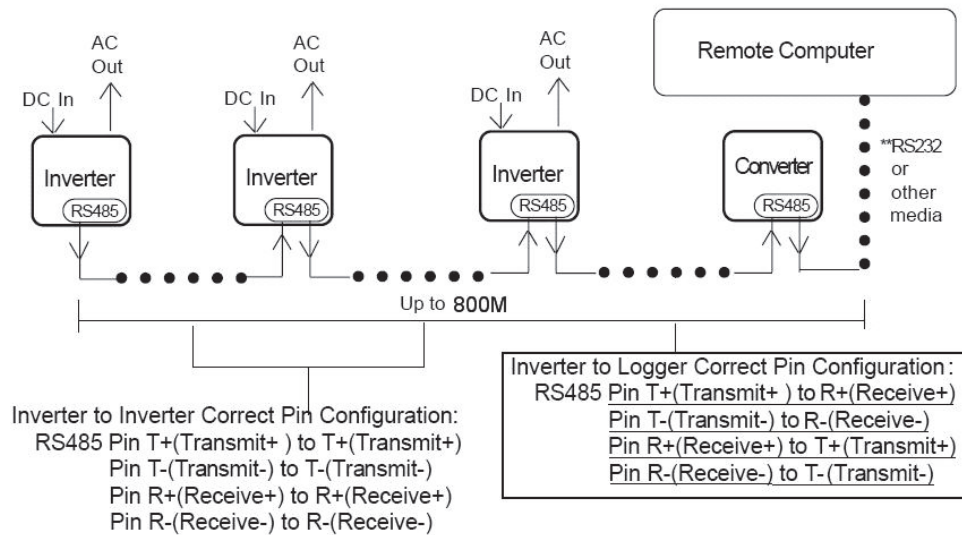 AC
Out
AC
Out
AC
Out
Remote Computer
DC In
DC In
DC In
**RS232
or
other
media
Inverter
RS485
Inverter
RS485
Inverter
RS485
Converter
RS485
Up to 800M
Inverter to Inverter Correct Pin Configuration:
RS485 Pin T+(Transmit+ ) to T+(Transmit+)
Pin T-(Transmit-) to T-(Transmit-)
Pin R+(Receive+) to R+(Receive+)
Pin R-(Receive-) to R-(Receive-)
Inverter to Logger Correct Pin Configuration :
RS485 Pin T+(Transmit+ ) to R+(Receive+)
Pin T-(Transmit-) to R-(Receive-)
Pin R+(Receive+) to T+(Transmit+)
Pin R-(Receive-) to T-(Transmit-)